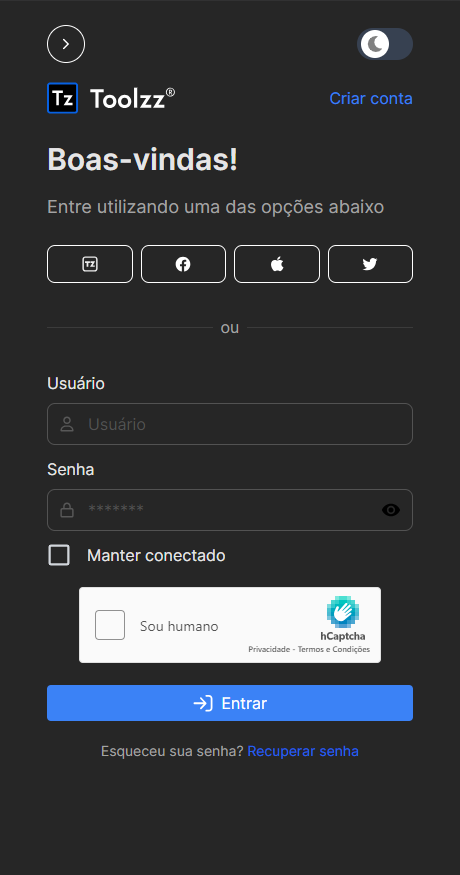 Tz Toolzz® Criar conta
Boas-vindas!
Entre utilizando uma das opções abaixo
TZ
ou
Usuário
Usuário
Senha
*******
Manter conectado
Sou humano
hCaptcha
Privacidade - Termos e Condições
Entrar
Esqueceu sua senha? Recuperar senha